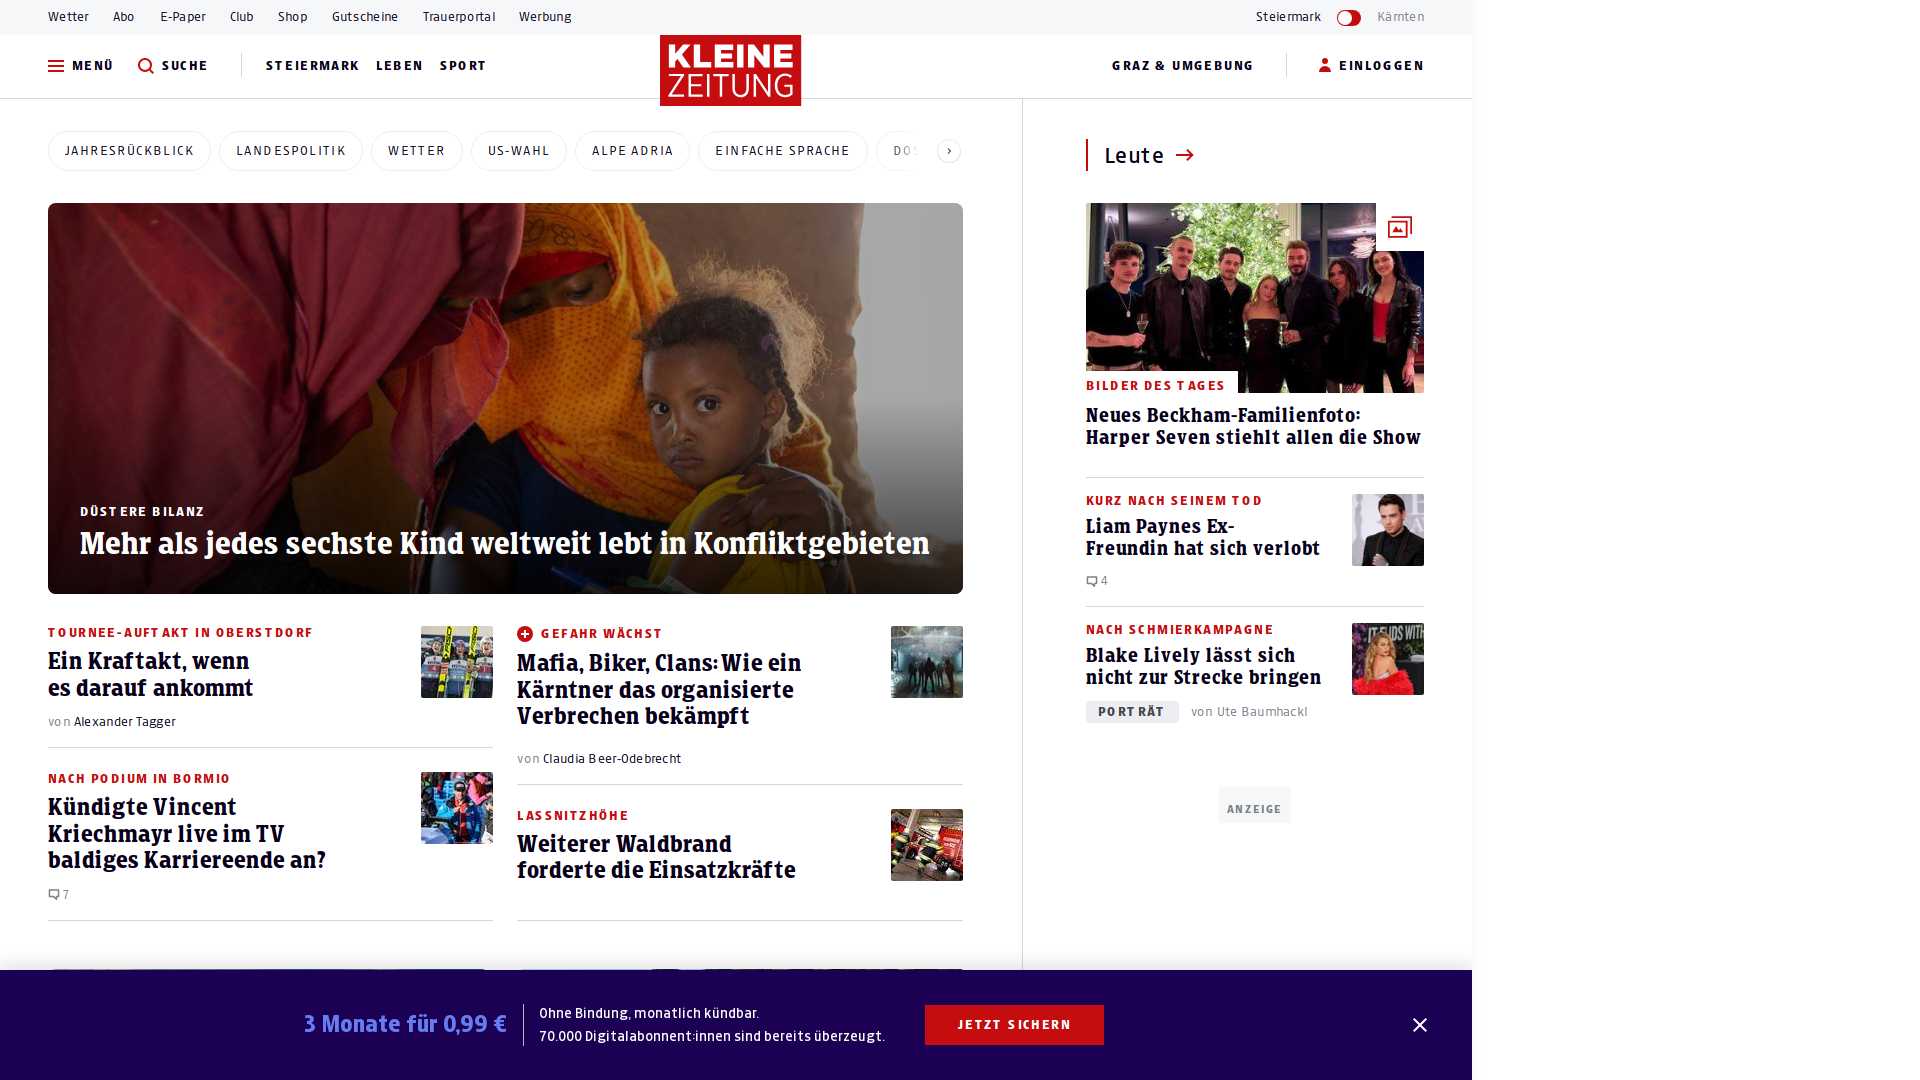 Wetter
Abo
E-Paper
Club
Shop
Gutscheine
Trauerportal
Werbung
Steiermark
Kärnten
MENÜ
SUCHE
STEIERMARK
LEBEN
SPORT
KLEINE
ZEITUNG
GRAZ & UMGEBUNG
EINLOGGEN
JAHRESRÜCKBLICK
LANDESPOLITIK
WETTER
US-WAHL
ALPE ADRIA
EINFACHE SPRACHE
DÜSTERE BILANZ
Mehr als jedes sechste Kind weltweit lebt in Konfliktgebieten
TOURNEE-AUFTAKT IN OBERSTDORF
Ein Kraftakt, wenn
es darauf ankommt
von Alexander Tagger
NACH PODIUM IN BORMIO
Kündigte Vincent
Kriechmayr live im TV
baldiges Karriereende an?
7
GEFAHR WÄCHST
Mafia, Biker, Clans: Wie ein
Kärntner das organisierte
Verbrechen bekämpft
von Claudia Beer-Odebrecht
LASSNITZHÖHE
Weiterer Waldbrand
forderte die Einsatzkräfte
Leute
BILDER DES TAGES
Neues Beckham-Familienfoto:
Harper Seven stiehlt allen die Show
KURZ NACH SEINEM TOD
Liam Paynes Ex-
Freundin hat sich verlobt
4
NACH SCHMIERKAMPAGNE
Blake Lively lässt sich
nicht zur Strecke bringen
PORTRÄT
von Ute Baumhackl
IT ENDS WITH
ANZEIGE
3 Monate für 0,99 €
Ohne Bindung, monatlich kündbar.
70.000 Digitalabonnent:innen sind bereits überzeugt.
JETZT SICHERN